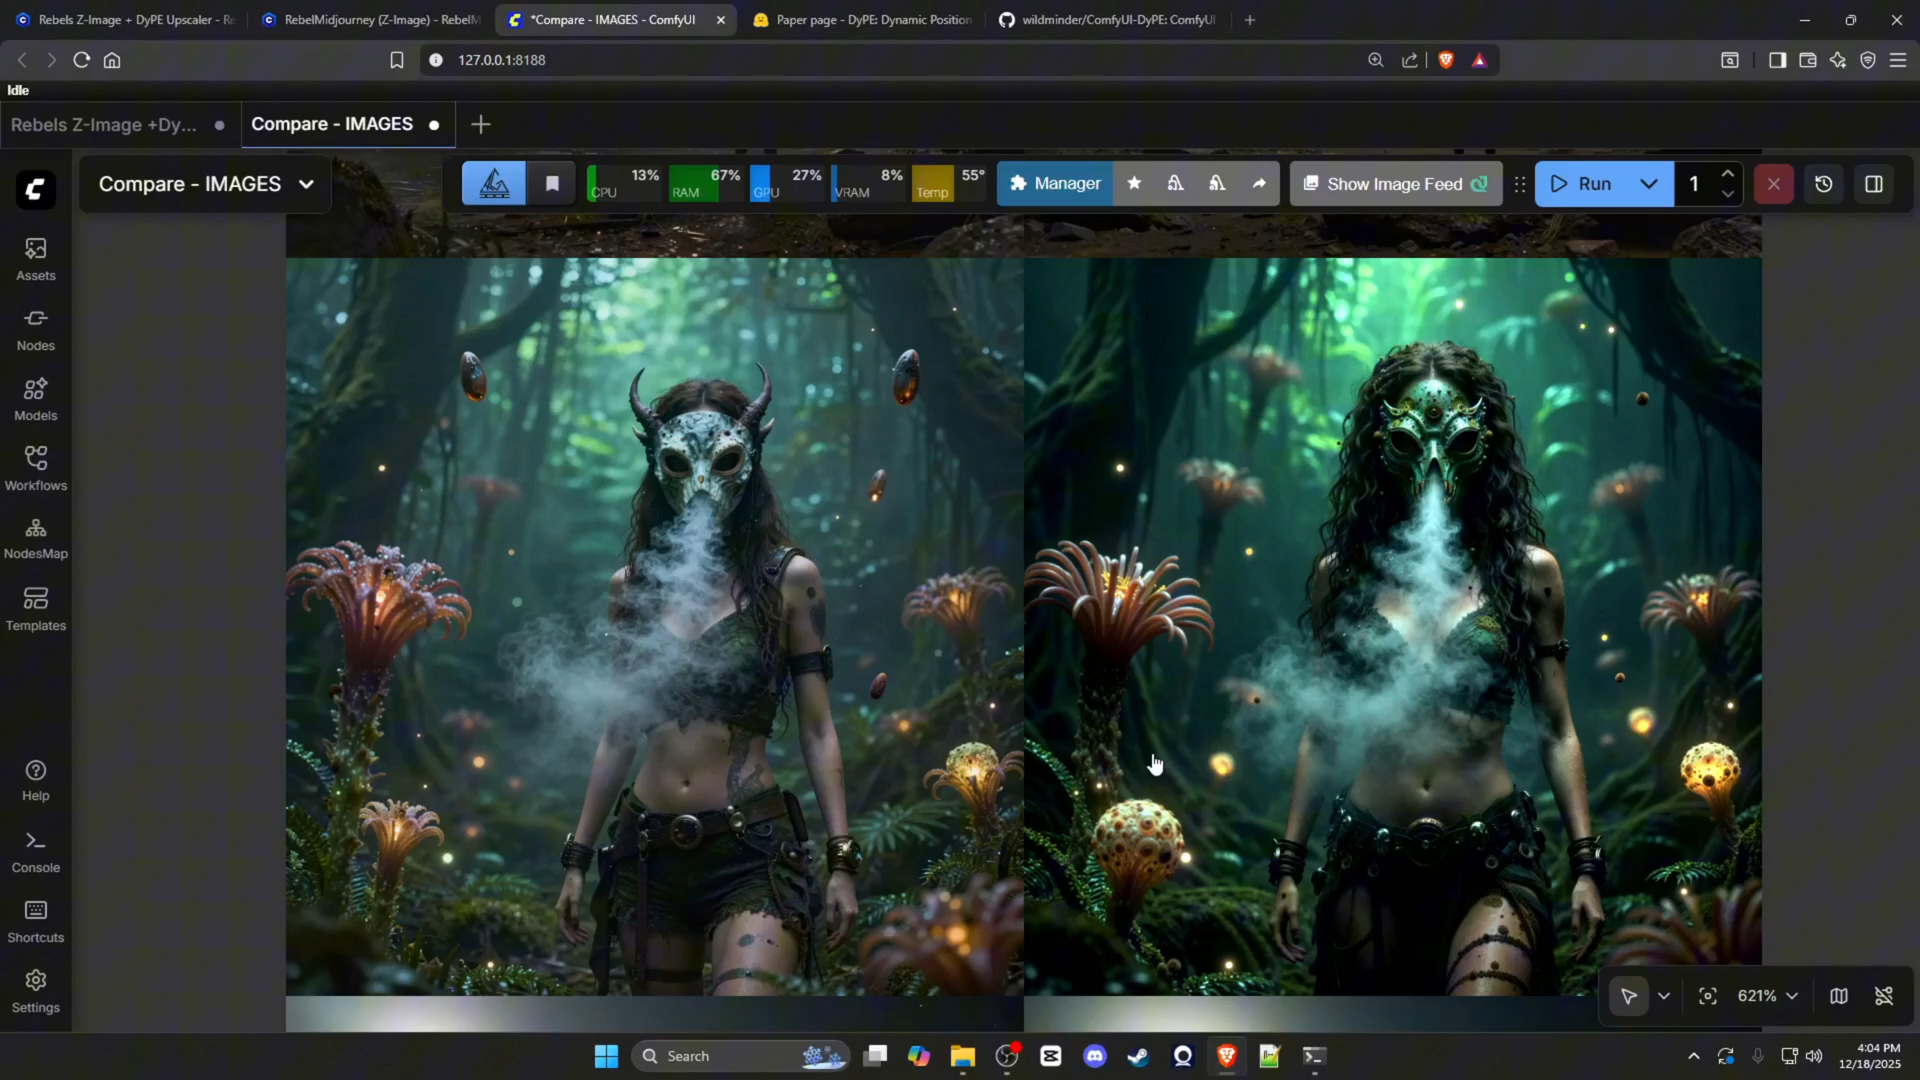 Rebels Z-Image + DyPE Upscaler - Re
RebelMidjourney (Z-Image) - RebelM
*Compare - IMAGES - ComfyUI
Paper page - DyPE: Dynamic Position
wildminder/ComfyUI-DyPE: ComfyUI
127.0.0.1:8188
Idle
Rebels Z-Image +Dy...
Compare - IMAGES
Compare - IMAGES
CPU 13%
RAM 67%
GPU 27%
VRAM 8%
Temp 55°
Manager
Show Image Feed
Run
1
Assets
Nodes
Models
Workflows
NodesMap
Templates
Help
Console
Shortcuts
Settings
621%
Search
4:04 PM
12/18/2025